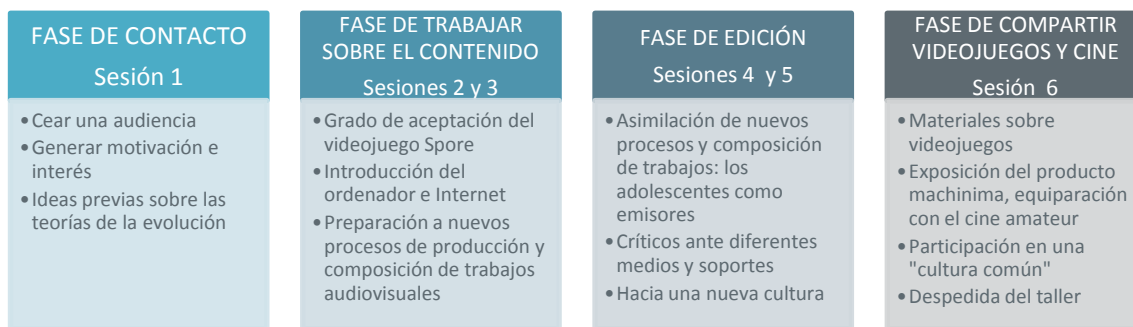 FASE DE CONTACTO
Sesión 1
• Cear una audiencia
• Generar motivación e
interés
• Ideas previas sobre las
teorías de la evolución
FASE DE TRABAJAR
SOBRE EL CONTENIDO
Sesiones 2 y 3
• Grado de aceptación del
videojuego Spore
• Introducción del
ordenador e Internet
• Preparación a nuevos
procesos de producción y
composición de trabajos
audiovisuales
FASE DE EDICIÓN
Sesiones 4 y 5
• Asimilación de nuevos
procesos y composición
de trabajos: los
adolescentes como
emisores
• Críticos ante diferentes
medios y soportes
• Hacia una nueva cultura
FASE DE COMPARTIR
VIDEOJUEGOS Y CINE
Sesión 6
• Materiales sobre
videojuegos
• Exposición del producto
machinima, equiparación
con el cine amateur
• Participación en una
"cultura común"
• Despedida del taller